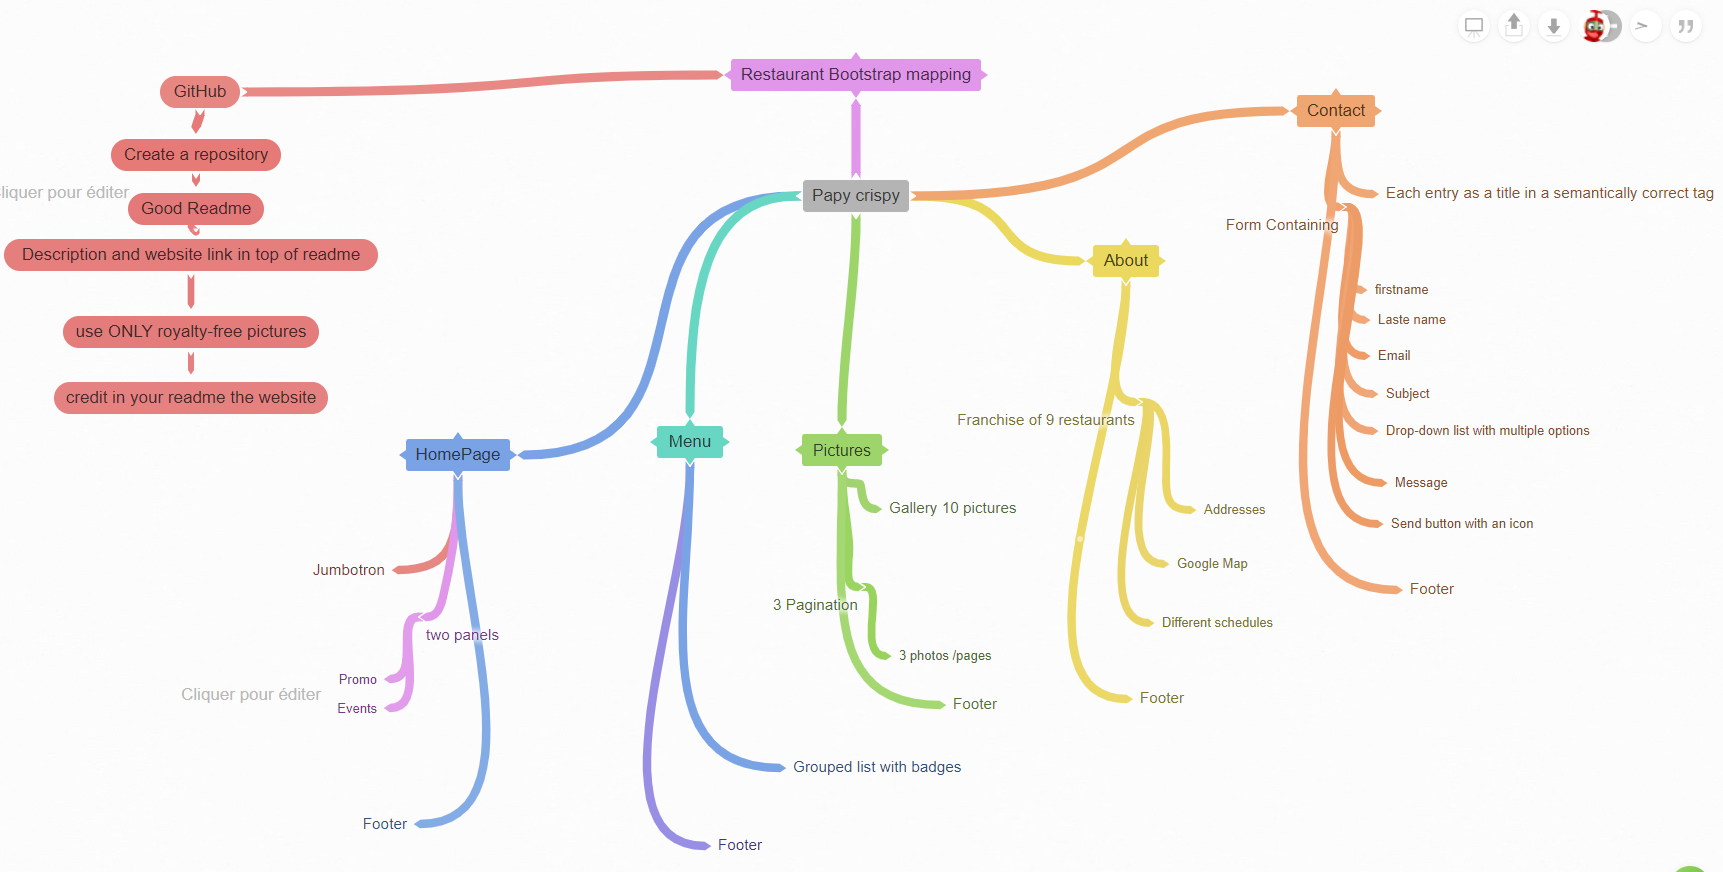 Restaurant Bootstrap mapping
GitHub
Create a repository
Cliquer pour éditer
Good Readme
Description and website link in top of readme
use ONLY royalty-free pictures
credit in your readme the website
Papy crispy
HomePage
Jumbotron
two panels
Promo
Events
Cliquer pour éditer
Footer
Menu
Grouped list with badges
Footer
Pictures
Gallery 10 pictures
3 Pagination
3 photos /pages
Footer
About
Franchise of 9 restaurants
Addresses
Google Map
Different schedules
Footer
Contact
Each entry as a title in a semantically correct tag
Form Containing
firstname
Laste name
Email
Subject
Drop-down list with multiple options
Message
Send button with an icon
Footer